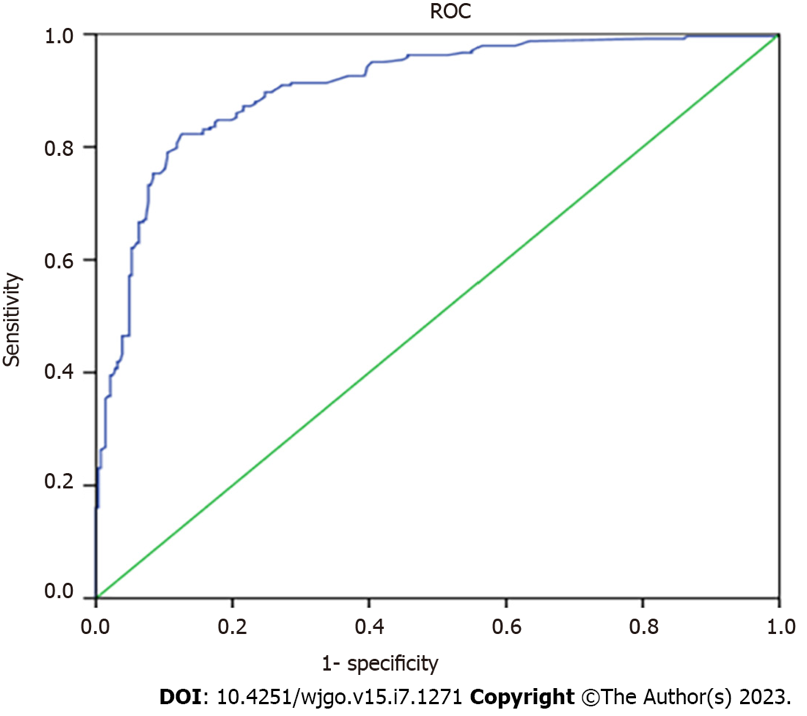 ROC
1.0
0.8
0.6
0.4
0.2
0.0
Sensitivity
0.0 0.2 0.4 0.6 0.8 1.0
1- specificity
DOI: 10.4251/wjgo.v15.i7.1271 Copyright ©The Author(s) 2023.